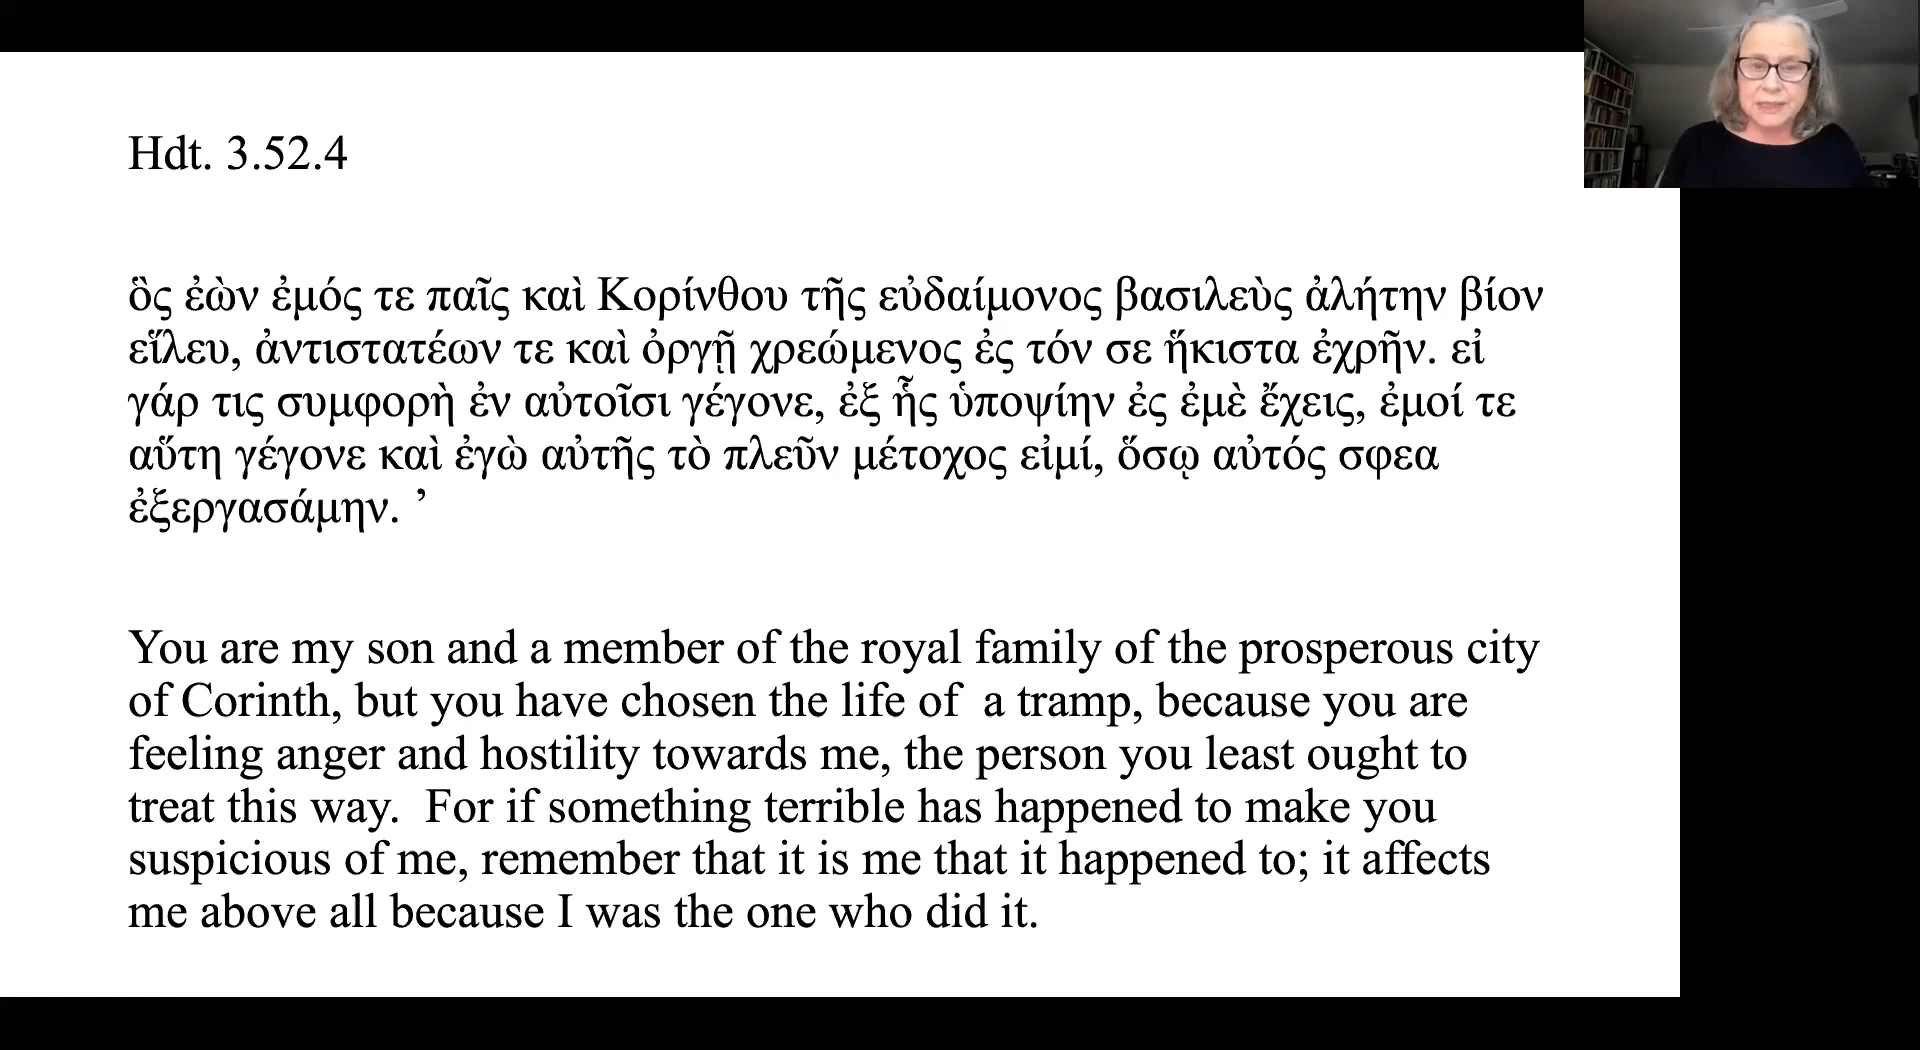 Hdt. 3.52.4
ὃς ἐὼν ἐμός τε παῖς καὶ Κορίνθου τῆς εὐδαίμονος βασιλεὺς ἀλήτην βίον
εἵλευ, ἀντιστατέων τε καὶ ὀργῇ χρεώμενος ἐς τόν σε ἥκιστα ἐχρῆν. εἰ
γάρ τις συμφορὴ ἐν αὐτοῖσι γέγονε, ἐξ ἧς ὑποψίην ἐς ἐμὲ ἔχεις, ἐμοί τε
αὕτη γέγονε καὶ ἐγὼ αὐτῆς τὸ πλεῦν μέτοχος εἰμί, ὅσῳ αὐτός σφεα
ἐξεργασάμην. ’
You are my son and a member of the royal family of the prosperous city
of Corinth, but you have chosen the life of  a tramp, because you are
feeling anger and hostility towards me, the person you least ought to
treat this way.  For if something terrible has happened to make you
suspicious of me, remember that it is me that it happened to; it affects
me above all because I was the one who did it.